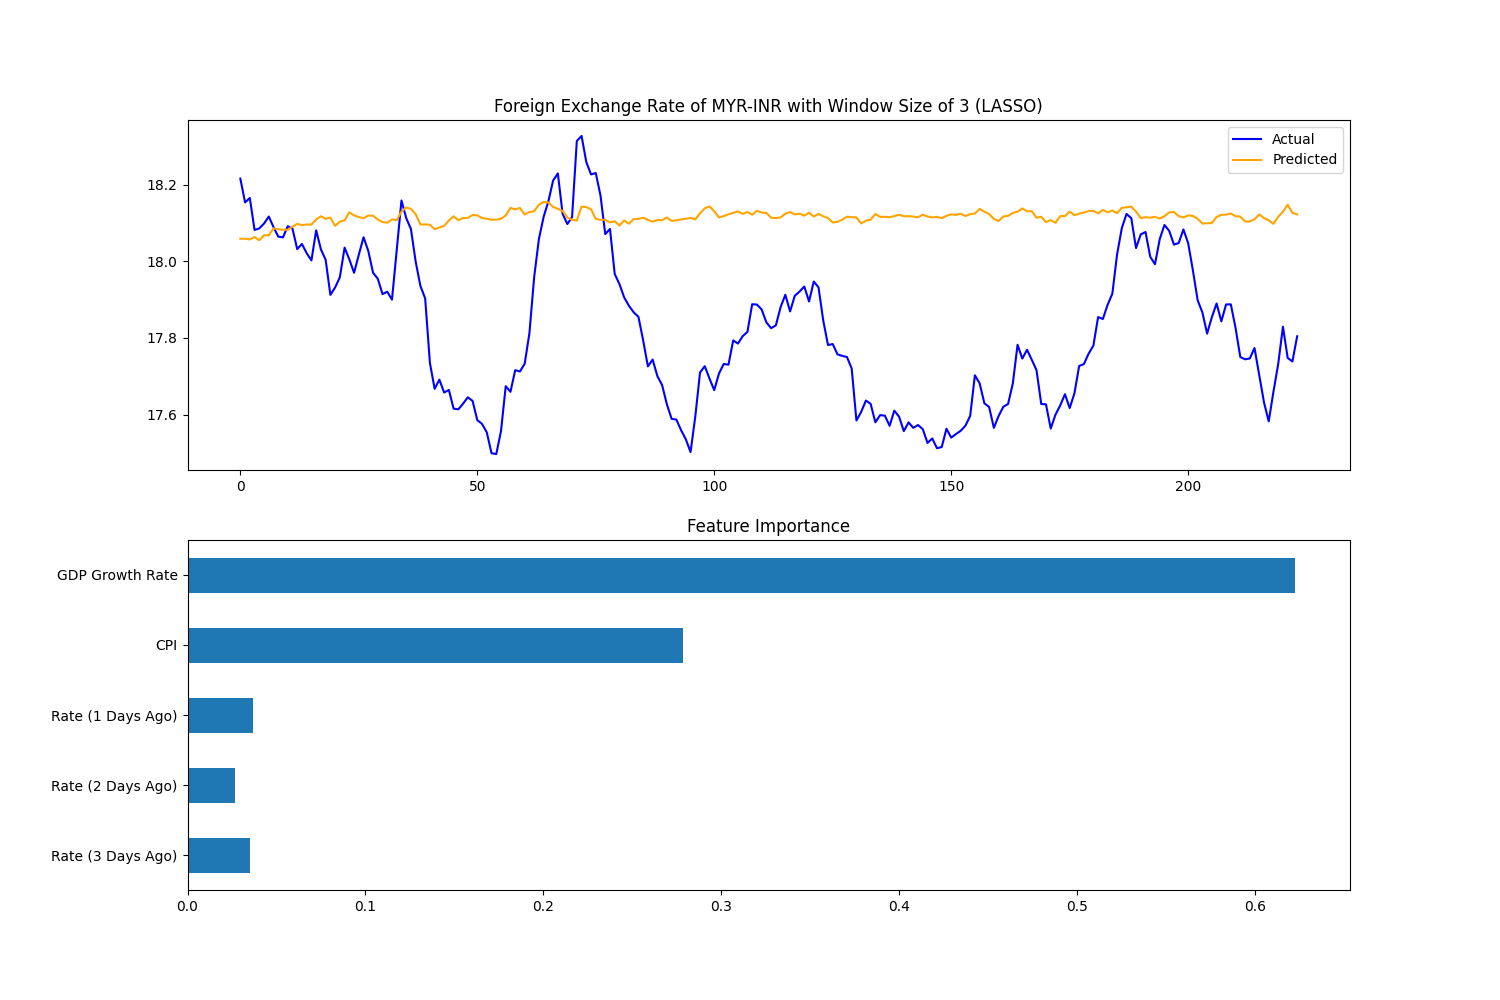 Foreign Exchange Rate of MYR-INR with Window Size of 3 (LASSO)
Actual
Predicted
18.2
18.0
17.8
17.6
0 50 100 150 200
Feature Importance
GDP Growth Rate
CPI
Rate (1 Days Ago)
Rate (2 Days Ago)
Rate (3 Days Ago)
0.0 0.1 0.2 0.3 0.4 0.5 0.6